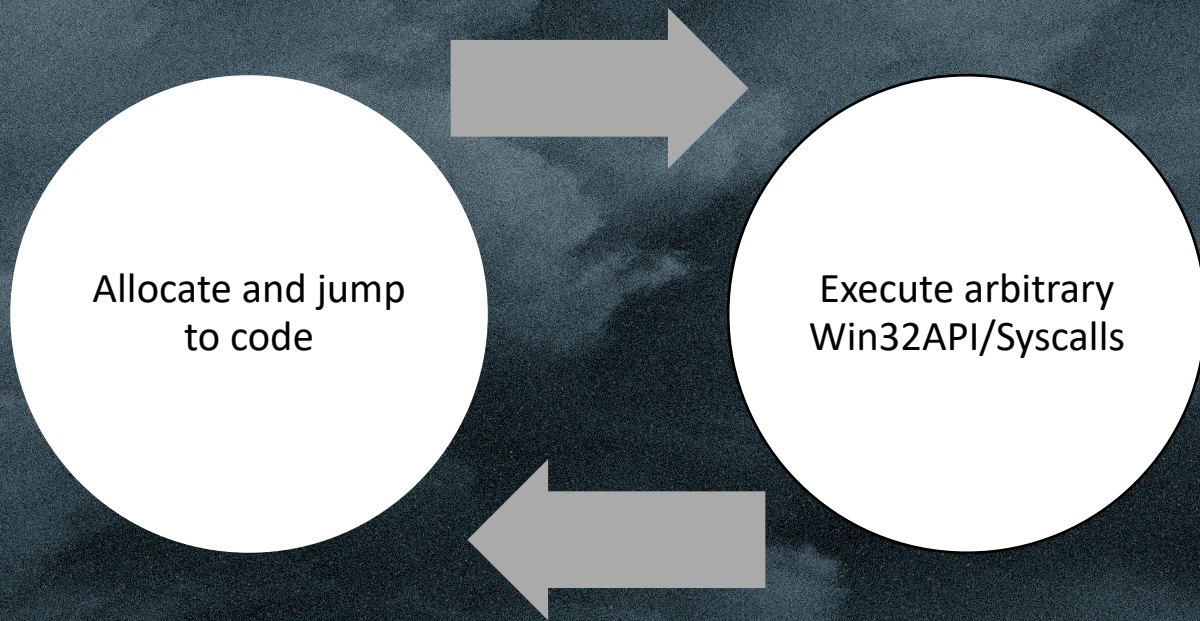 Allocate and jump
to code
Execute arbitrary
Win32API/Syscalls